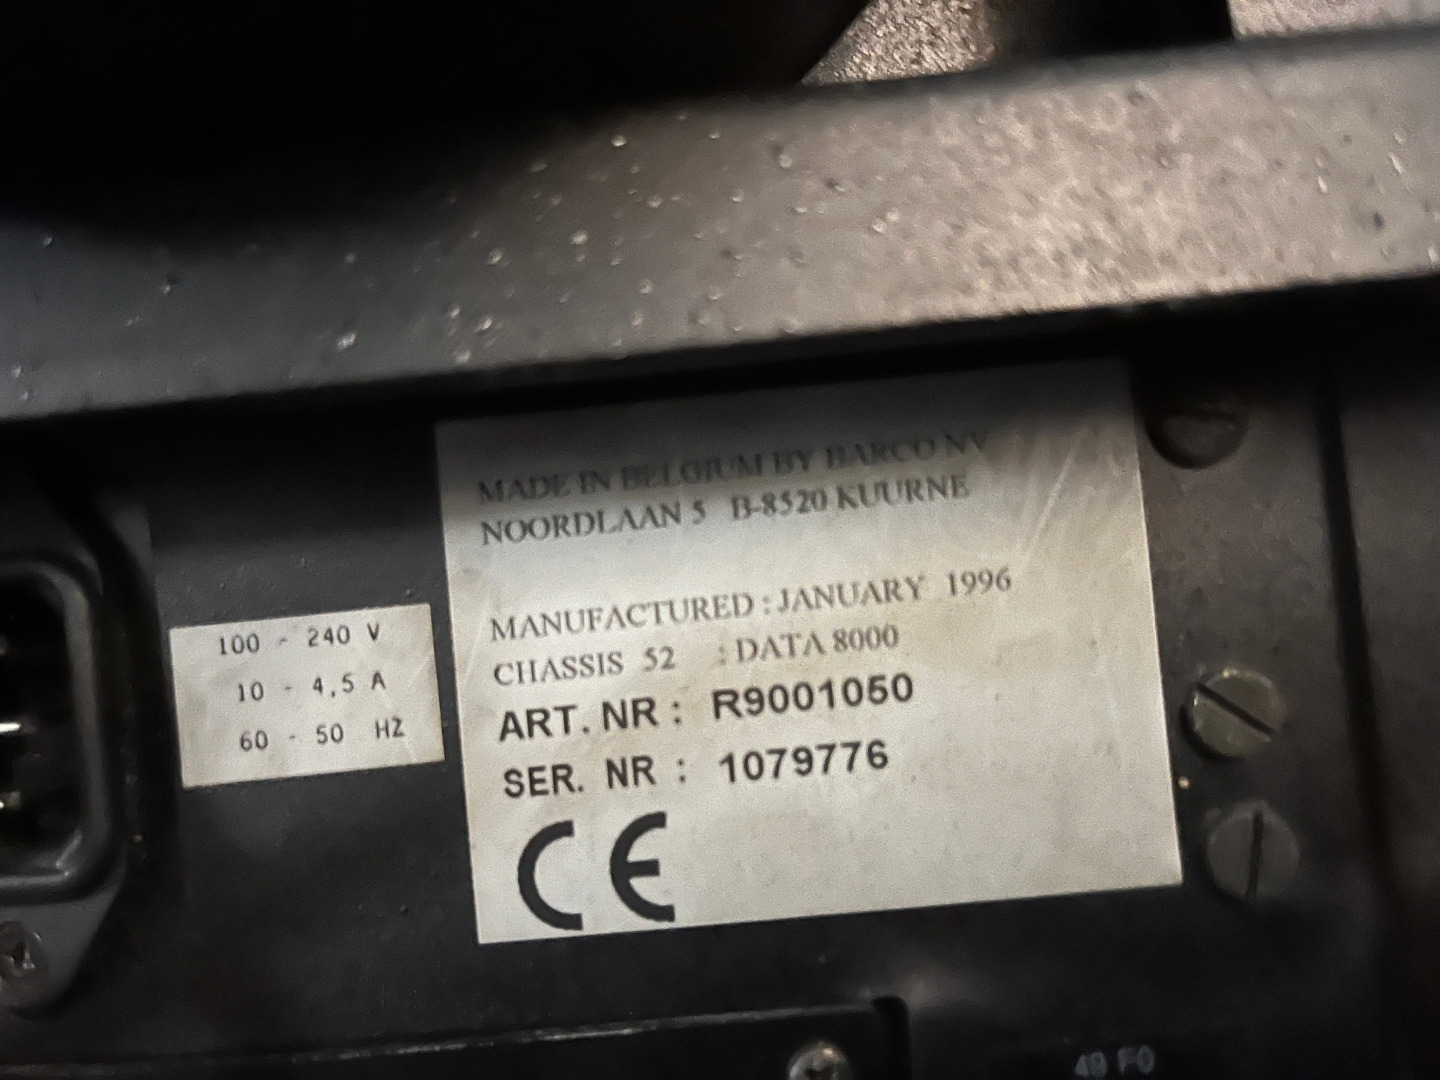 MADE IN BELGIUM BY BARCO NV
NOORDLAAN 5 B-8520 KUURNE
MANUFACTURED : JANUARY 1996
CHASSIS 52 : DATA 8000
ART. NR : R9001050
SER. NR : 1079776
CE
100 - 240 V
10 - 4,5 A
60 - 50 HZ
49 F0